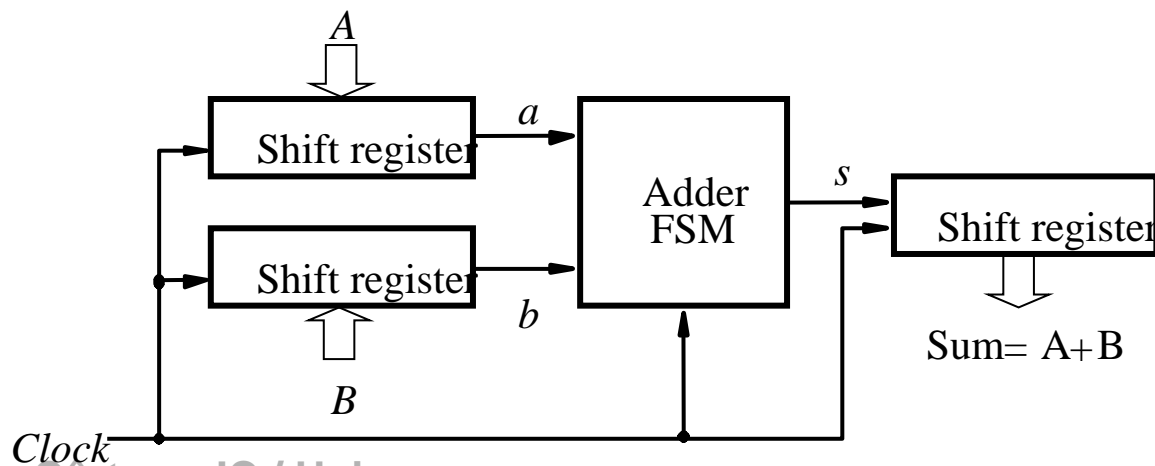 A
Shift register
a
Adder
FSM
s
Shift register
Shift register
b
Sum= A+B
B
Clock